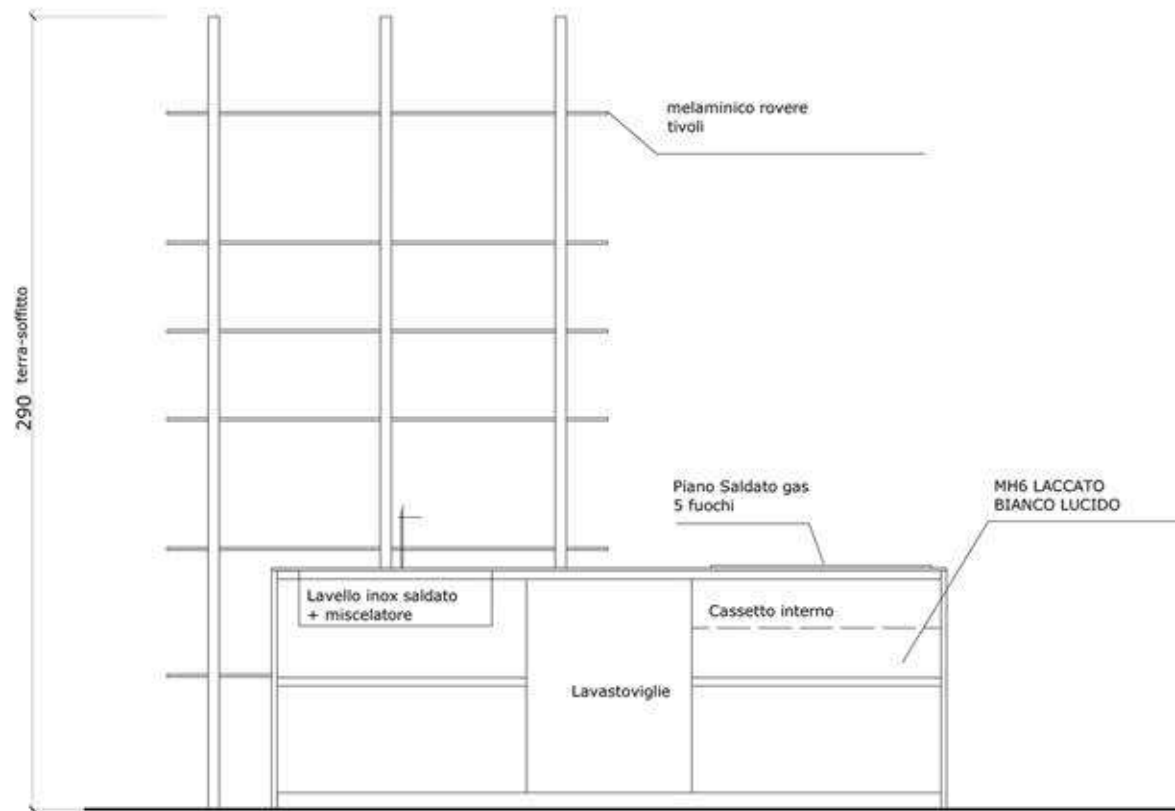 melaminico rovere
tivoli
290 terra-soffitto
Piano Saldato gas
5 fuochi
MH6 LACCATO
BIANCO LUCIDO
Lavello inox saldato
+ miscelatore
Cassetto interno
Lavastoviglie